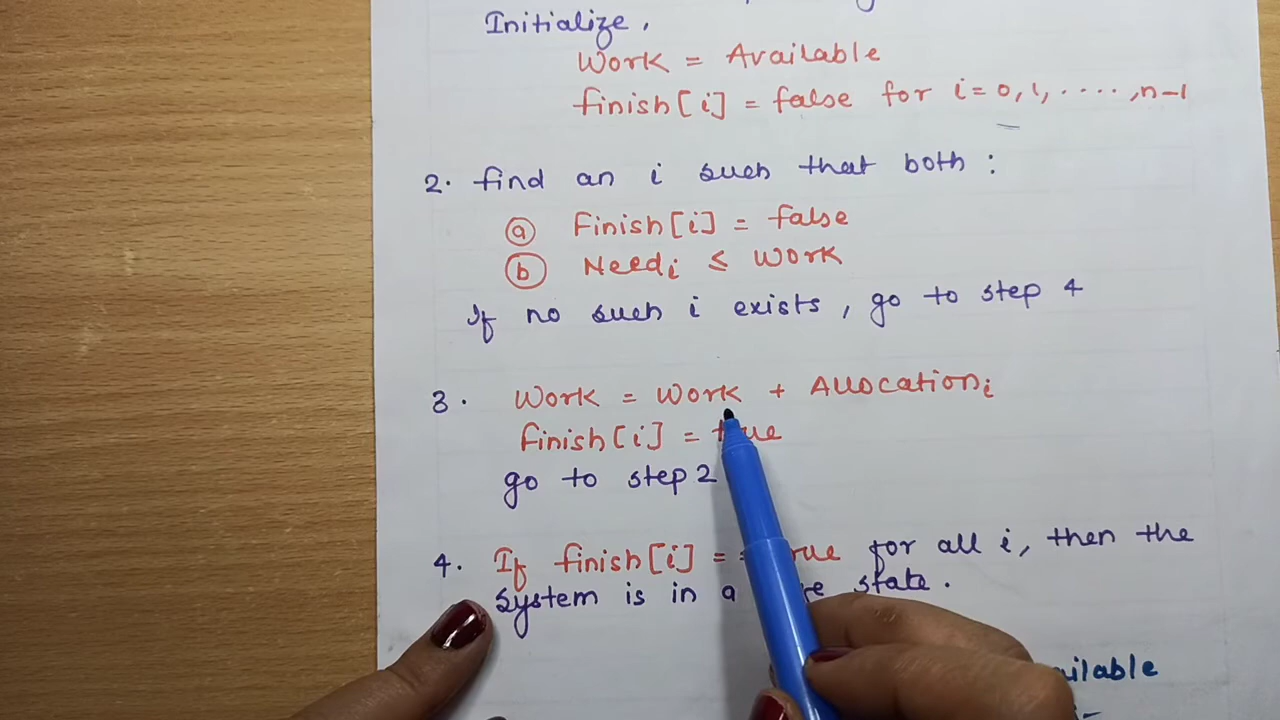 Initialize.
Work = Available
finish[i] = false for i = 0, 1, ...., n-1
2. find an i such that both :
ⓐ Finish[i] = false
ⓑ Needi ≤ Work
If no such i exists, go to step 4
3. Work = Work + Allocationi
finish[i] = true
go to step 2
4. If finish[i] = for all i, then the
system is in a state.